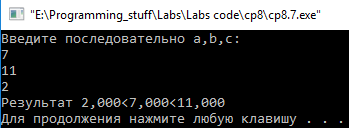 "E:\Programming_stuff\Labs\Labs code\cp8\cp8.7.exe"
Введите последовательно a,b,c:
7
11
2
Результат 2,000<7,000<11,000
Для продолжения нажмите любую клавишу . . .